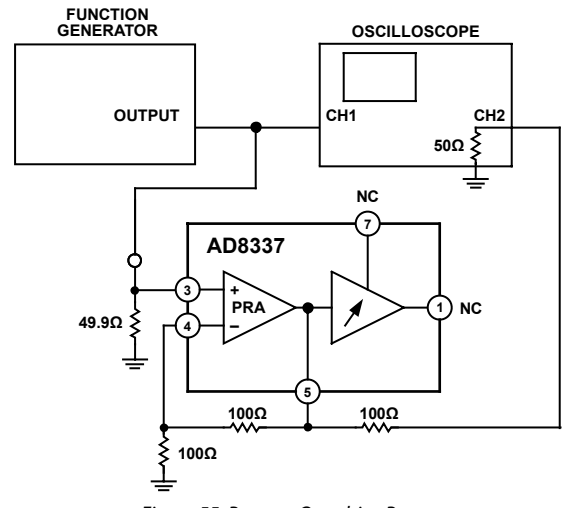 FUNCTION
GENERATOR
OSCILLOSCOPE
OUTPUT
CH1
CH2
50Ω
NC
7
AD8337
3
+
PRA
1
NC
49.9Ω
4
–
5
100Ω
100Ω
100Ω